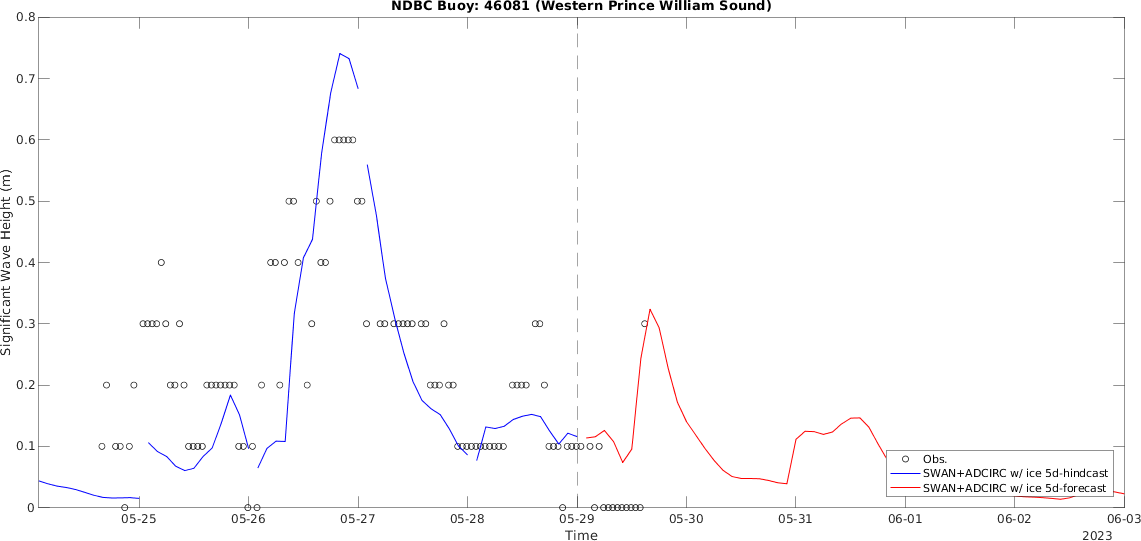 NDBC Buoy: 46081 (Western Prince William Sound)
0.8
0.7
0.6
0.5
0.4
0.3
0.2
0.1
0
Significant Wave Height (m)
Obs.
SWAN+ADCIRC w/ ice 5d-hindcast
SWAN+ADCIRC w/ ice 5d-forecast
05-25 05-26 05-27 05-28 05-29 05-30 05-31 06-01 06-02 06-03
Time
2023